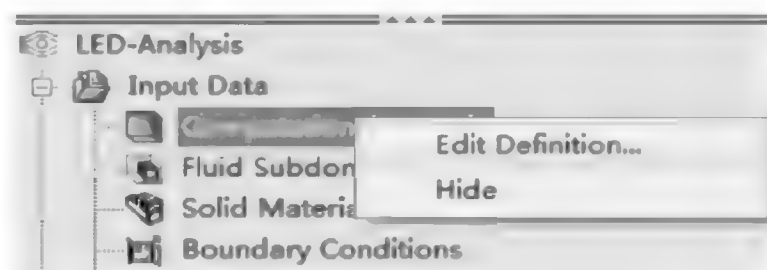 LED-Analysis
Input Data
Edit Definition...
Fluid Subdon
Hide
Solid Materia
Boundary Conditions